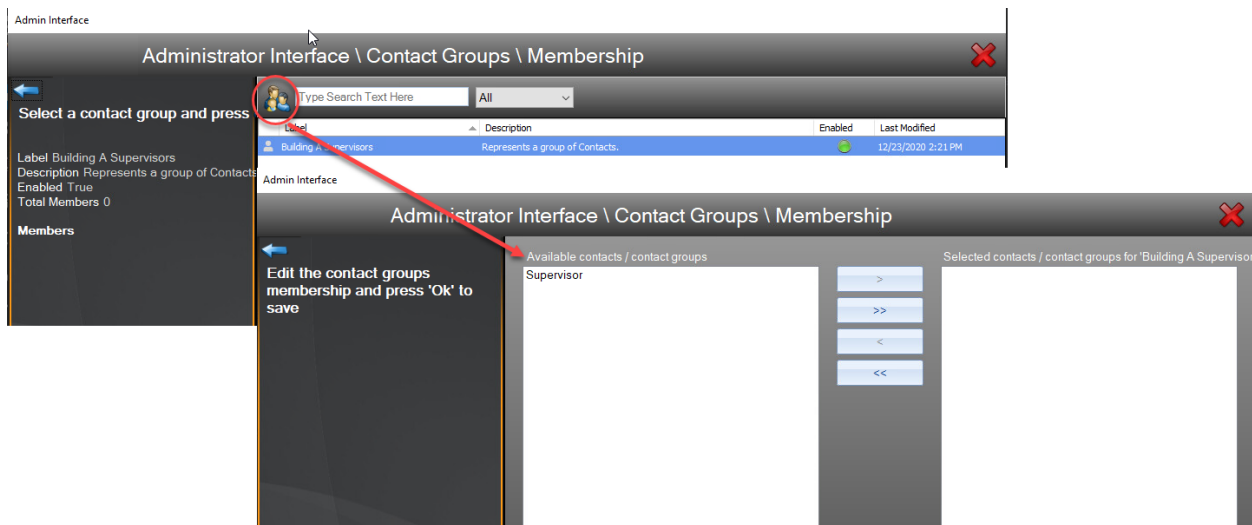 Admin Interface
Administrator Interface \ Contact Groups \ Membership
Select a contact group and press
Type Search Text Here
All
Label
Description
Enabled
Last Modified
Building A Supervisors
Represents a group of Contacts.
12/23/2020 2:21 PM
Label Building A Supervisors
Description Represents a group of Contacts
Enabled True
Total Members 0
Members
Admin Interface
Administrator Interface \ Contact Groups \ Membership
Edit the contact groups
membership and press 'Ok' to
save
Available contacts / contact groups
Supervisor
>
>>
<
<<
Selected contacts / contact groups for 'Building A Supervisor